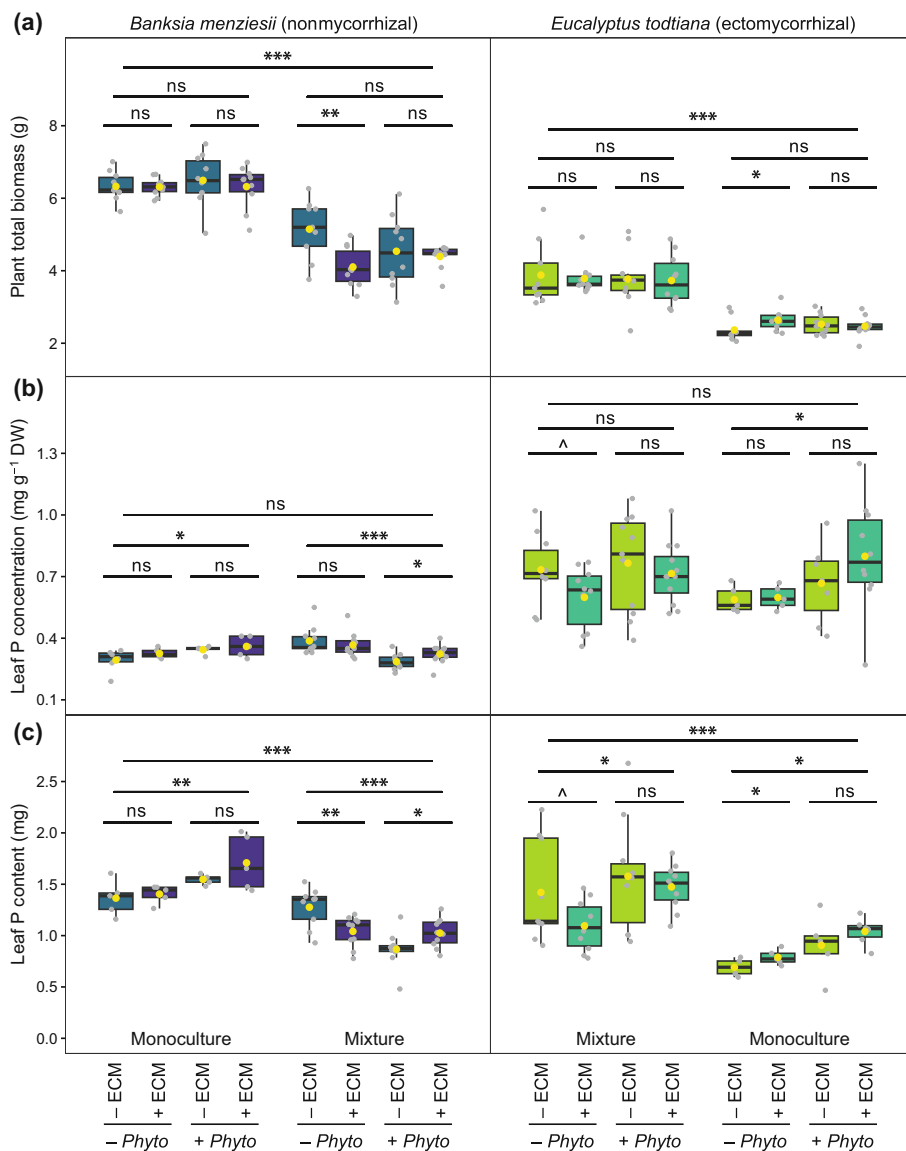 (a)
Banksia menziesii (nonmycorrhizal)
Eucalyptus todtiana (ectomycorrhizal)
Plant total biomass (g)
8
6
4
2
***
ns
ns
ns
ns
**
ns
***
ns
ns
ns
ns
*
ns
(b)
Leaf P concentration (mg g⁻¹ DW)
1.3
1.0
0.7
0.4
0.1
ns
*
***
ns
ns
ns
*
ns
ns
*
^
ns
ns
ns
(c)
Leaf P content (mg)
2.5
2.0
1.5
1.0
0.5
0.0
***
**
***
ns
ns
**
*
***
*
*
^
ns
*
ns
Monoculture
Mixture
Mixture
Monoculture
– ECM
+ ECM
– ECM
+ ECM
– ECM
+ ECM
– ECM
+ ECM
– ECM
+ ECM
– ECM
+ ECM
– ECM
+ ECM
– ECM
+ ECM
– Phyto
+ Phyto
– Phyto
+ Phyto
– Phyto
+ Phyto
– Phyto
+ Phyto